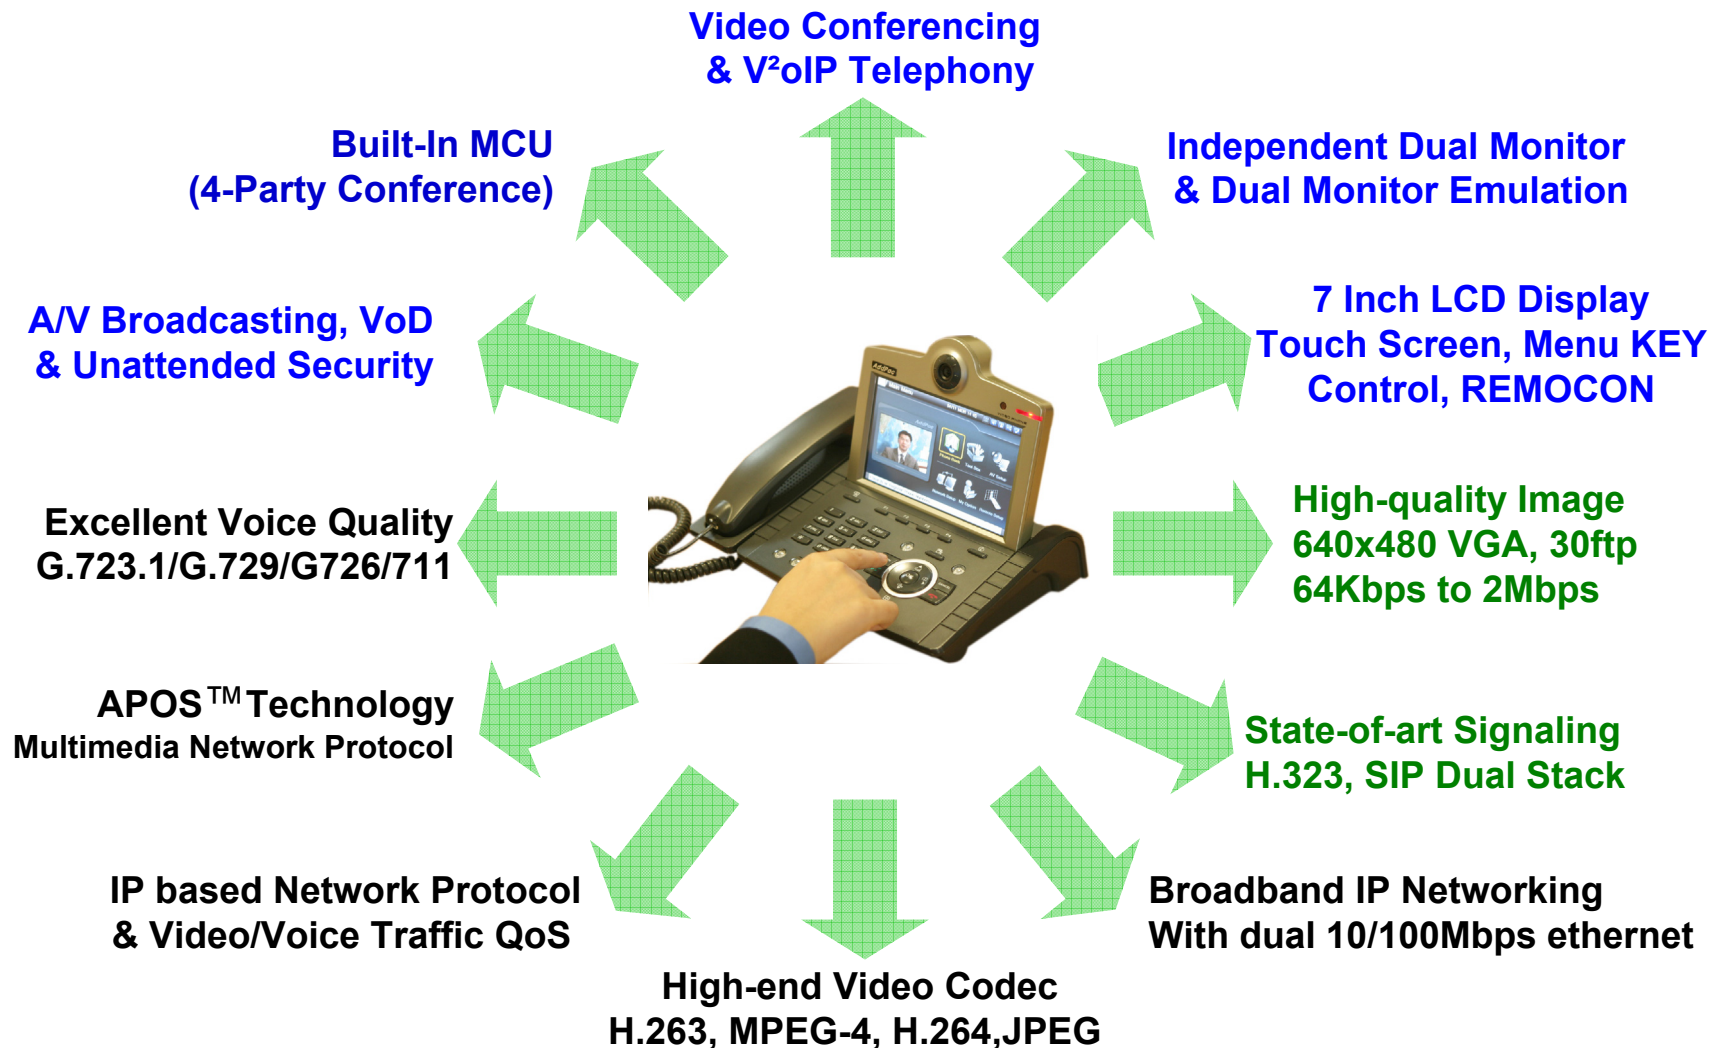 Video Conferencing
& V²oIP Telephony
Built-In MCU
(4-Party Conference)
Independent Dual Monitor
& Dual Monitor Emulation
A/V Broadcasting, VoD
& Unattended Security
7 Inch LCD Display
Touch Screen, Menu KEY
Control, REMOCON
AddPac
Excellent Voice Quality
G.723.1/G.729/G726/711
High-quality Image
640x480 VGA, 30ftp
64Kbps to 2Mbps
APOS™Technology
Multimedia Network Protocol
State-of-art Signaling
H.323, SIP Dual Stack
IP based Network Protocol
& Video/Voice Traffic QoS
Broadband IP Networking
With dual 10/100Mbps ethernet
High-end Video Codec
H.263, MPEG-4, H.264,JPEG